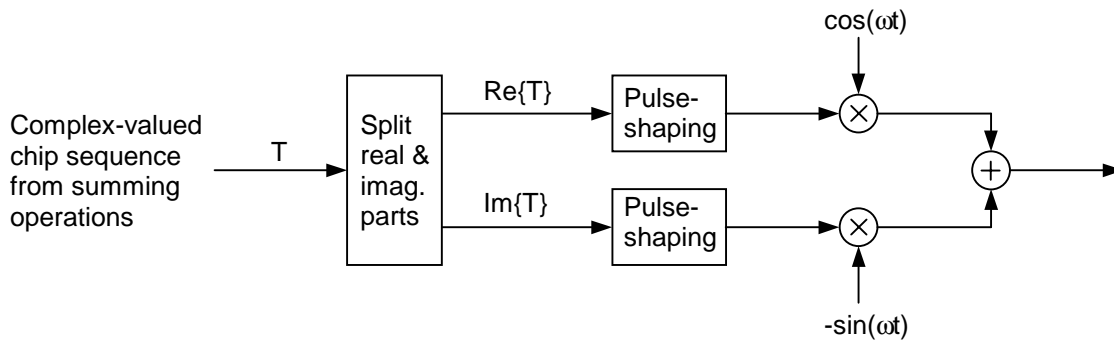 cos(ωt)
Complex-valued
chip sequence
from summing
operations
T
Split
real &
imag.
parts
Re{T}
Pulse-
shaping
Im{T}
Pulse-
shaping
-sin(ωt)